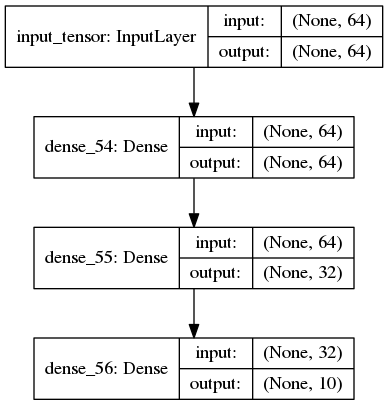 input_tensor: InputLayer
input: (None, 64)
output: (None, 64)
dense_54: Dense
input: (None, 64)
output: (None, 64)
dense_55: Dense
input: (None, 64)
output: (None, 32)
dense_56: Dense
input: (None, 32)
output: (None, 10)